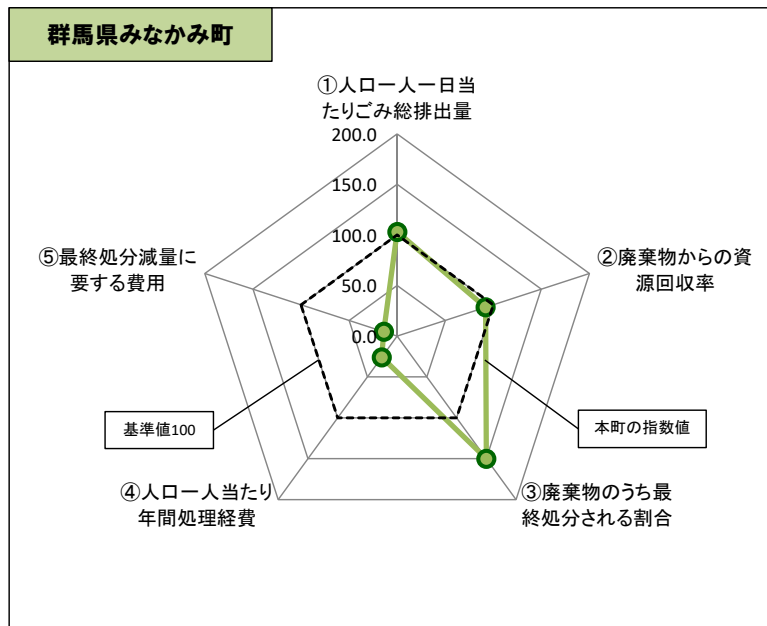 群馬県みなかみ町
①人口一人一日当
たりごみ総排出量
200.0
150.0
100.0
50.0
0.0
⑤最終処分減量に
要する費用
②廃棄物からの資
源回収率
基準値100
本町の指数値
④人口一人当たり
年間処理経費
③廃棄物のうち最
終処分される割合